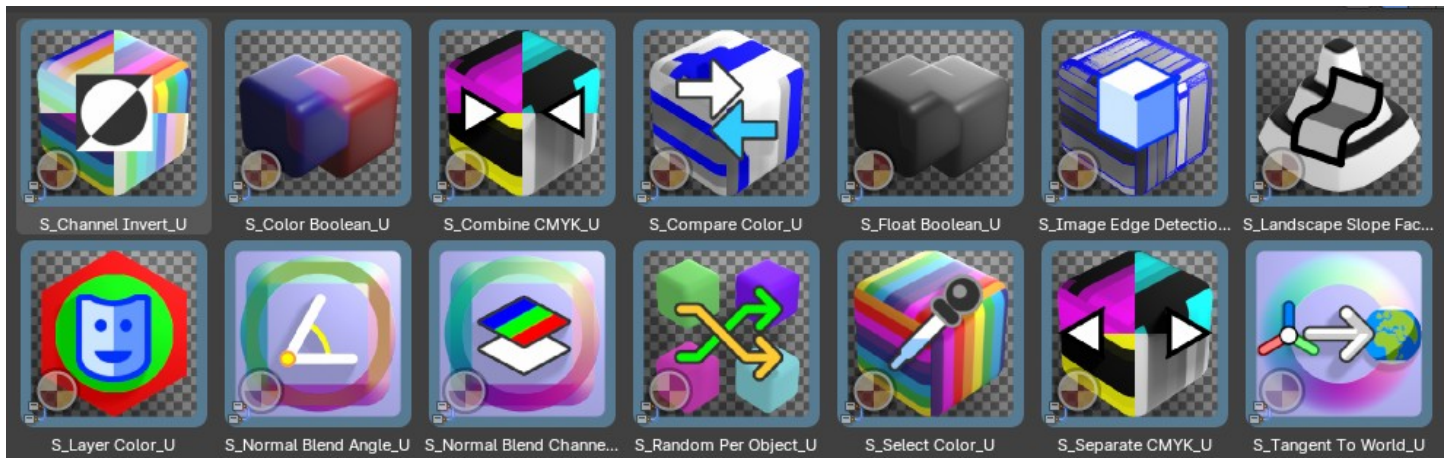 S_Channel Invert_U
S_Color Boolean_U
S_Combine CMYK_U
S_Compare Color_U
S_Float Boolean_U
S_Image Edge Detectio...
S_Landscape Slope Fac...
S_Layer Color_U
S_Normal Blend Angle_U
S_Normal Blend Channe...
S_Random Per Object_U
S_Select Color_U
S_Separate CMYK_U
S_Tangent To World_U